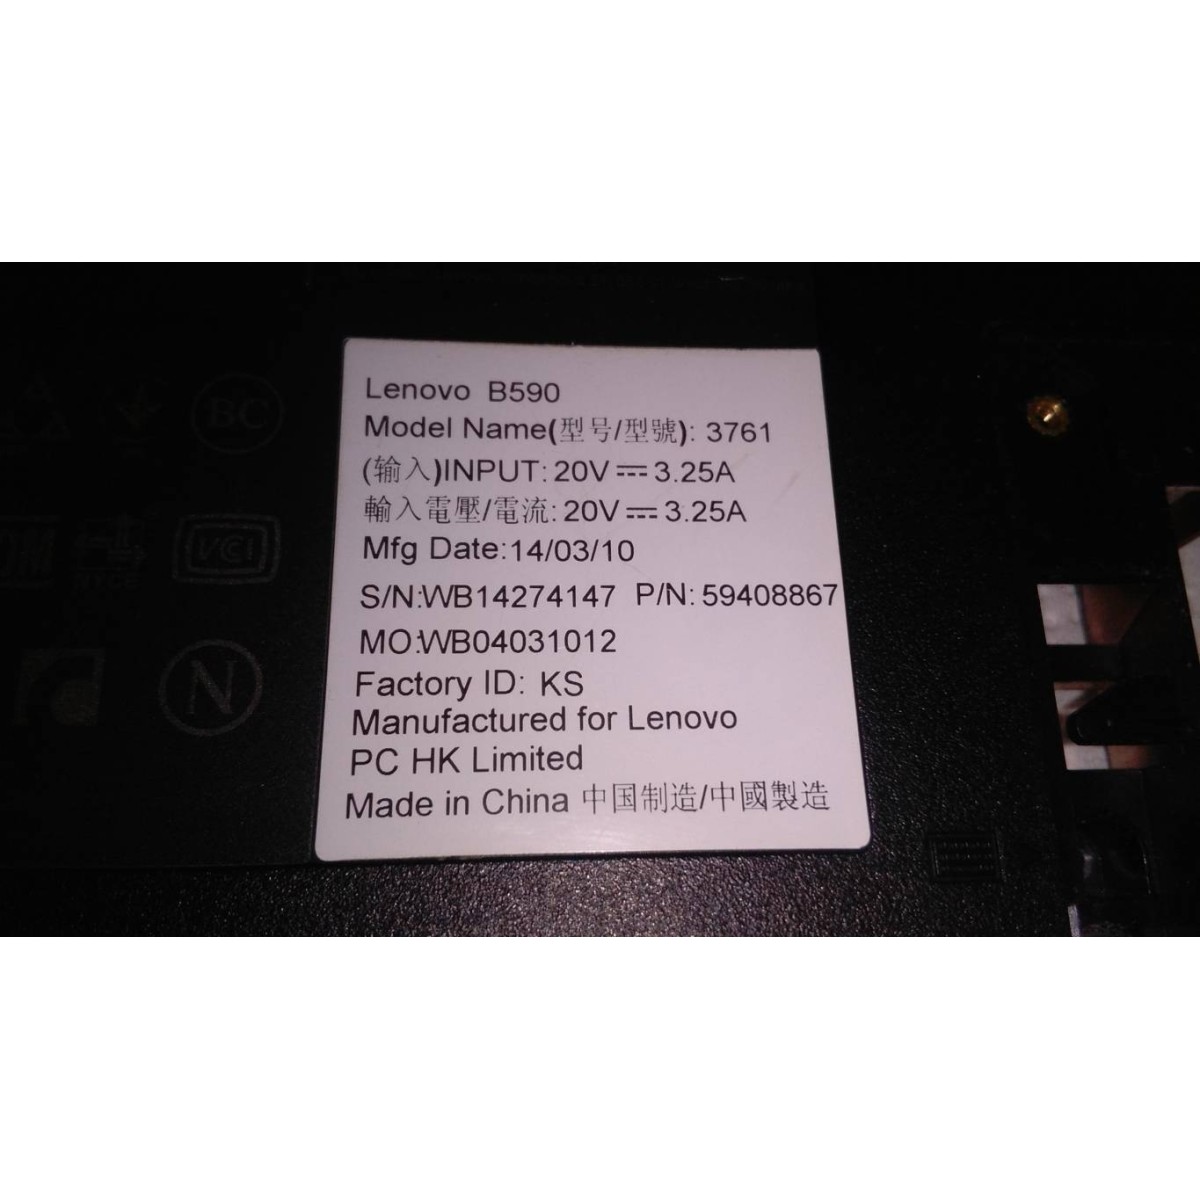 Lenovo B590
Model Name(型号/型號): 3761
(输入)INPUT: 20V ⎓ 3.25A
輸入電壓/電流: 20V ⎓ 3.25A
Mfg Date:14/03/10
S/N:WB14274147 P/N: 59408867
MO:WB04031012
Factory ID: KS
Manufactured for Lenovo
PC HK Limited
Made in China 中国制造/中國製造
BC
VCI
N